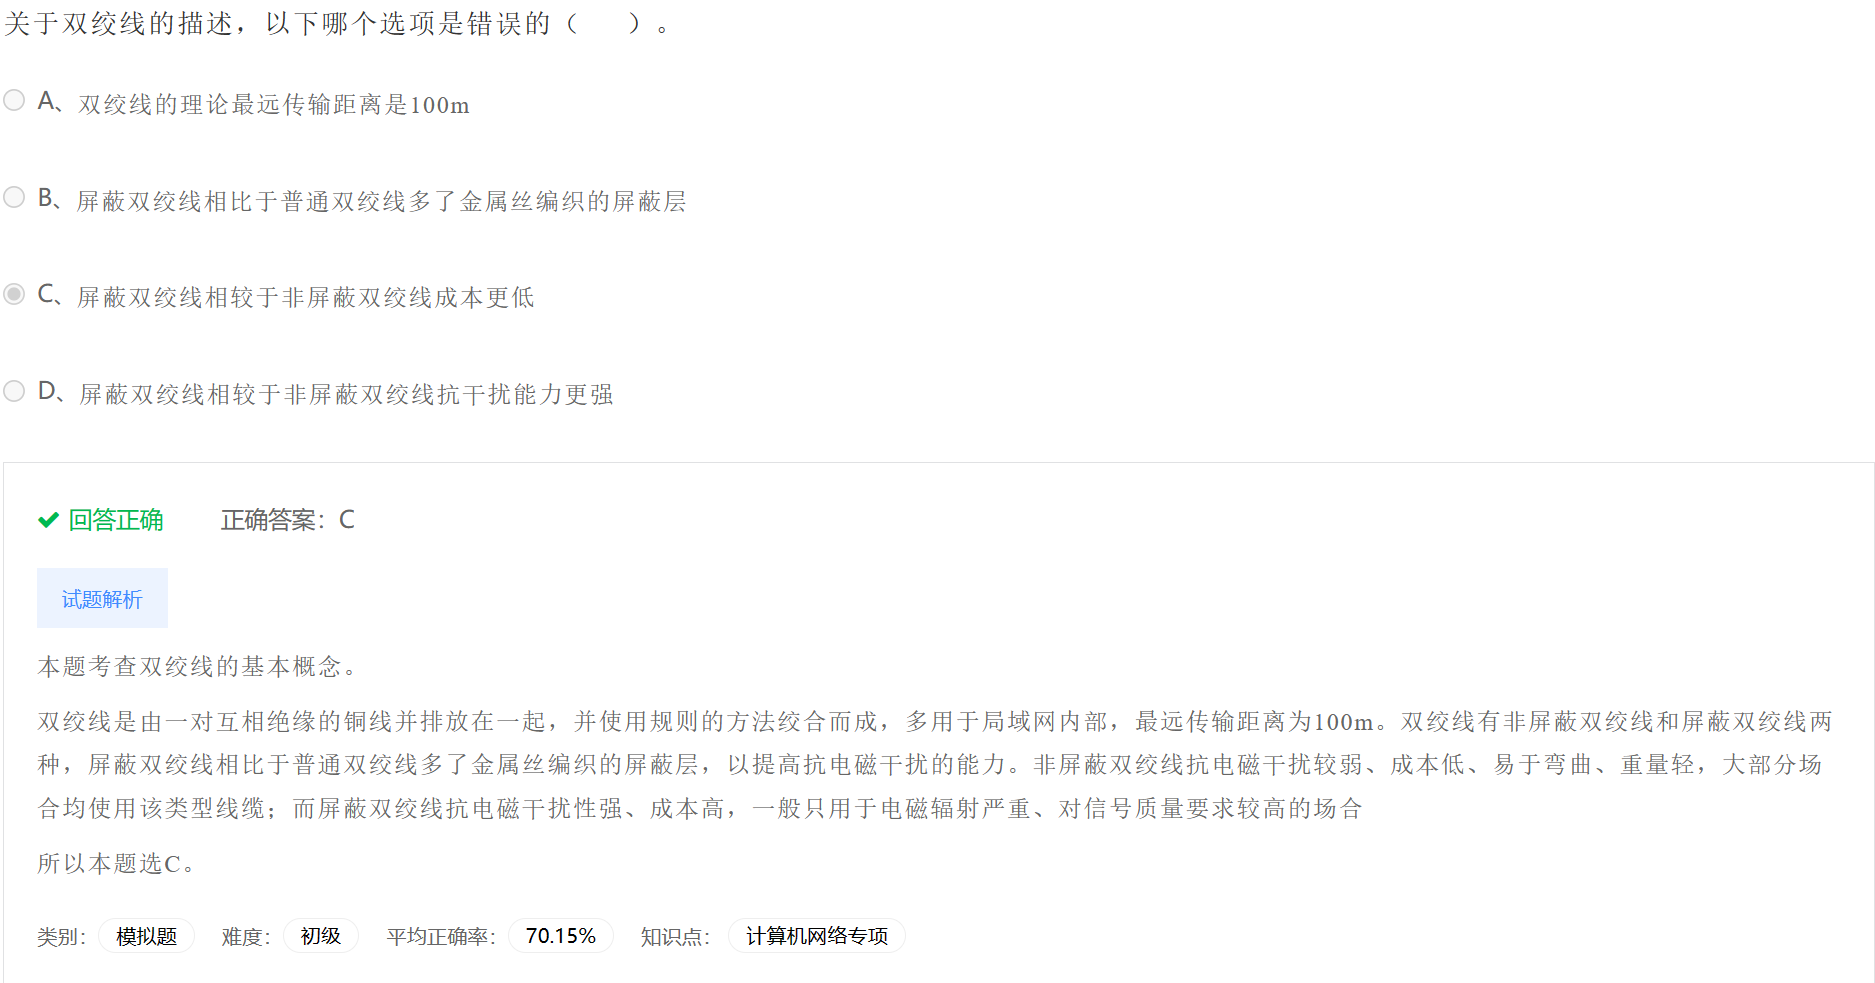 关于双绞线的描述，以下哪个选项是错误的（　　）。
A、双绞线的理论最远传输距离是100m
B、屏蔽双绞线相比于普通双绞线多了金属丝编织的屏蔽层
C、屏蔽双绞线相较于非屏蔽双绞线成本更低
D、屏蔽双绞线相较于非屏蔽双绞线抗干扰能力更强
回答正确 正确答案：C
试题解析
本题考查双绞线的基本概念。
双绞线是由一对互相绝缘的铜线并排放在一起，并使用规则的方法绞合而成，多用于局域网内部，最远传输距离为100m。双绞线有非屏蔽双绞线和屏蔽双绞线两
种，屏蔽双绞线相比于普通双绞线多了金属丝编织的屏蔽层，以提高抗电磁干扰的能力。非屏蔽双绞线抗电磁干扰较弱、成本低、易于弯曲、重量轻，大部分场
合均使用该类型线缆；而屏蔽双绞线抗电磁干扰性强、成本高，一般只用于电磁辐射严重、对信号质量要求较高的场合
所以本题选C。
类别： 模拟题 难度： 初级 平均正确率： 70.15% 知识点： 计算机网络专项